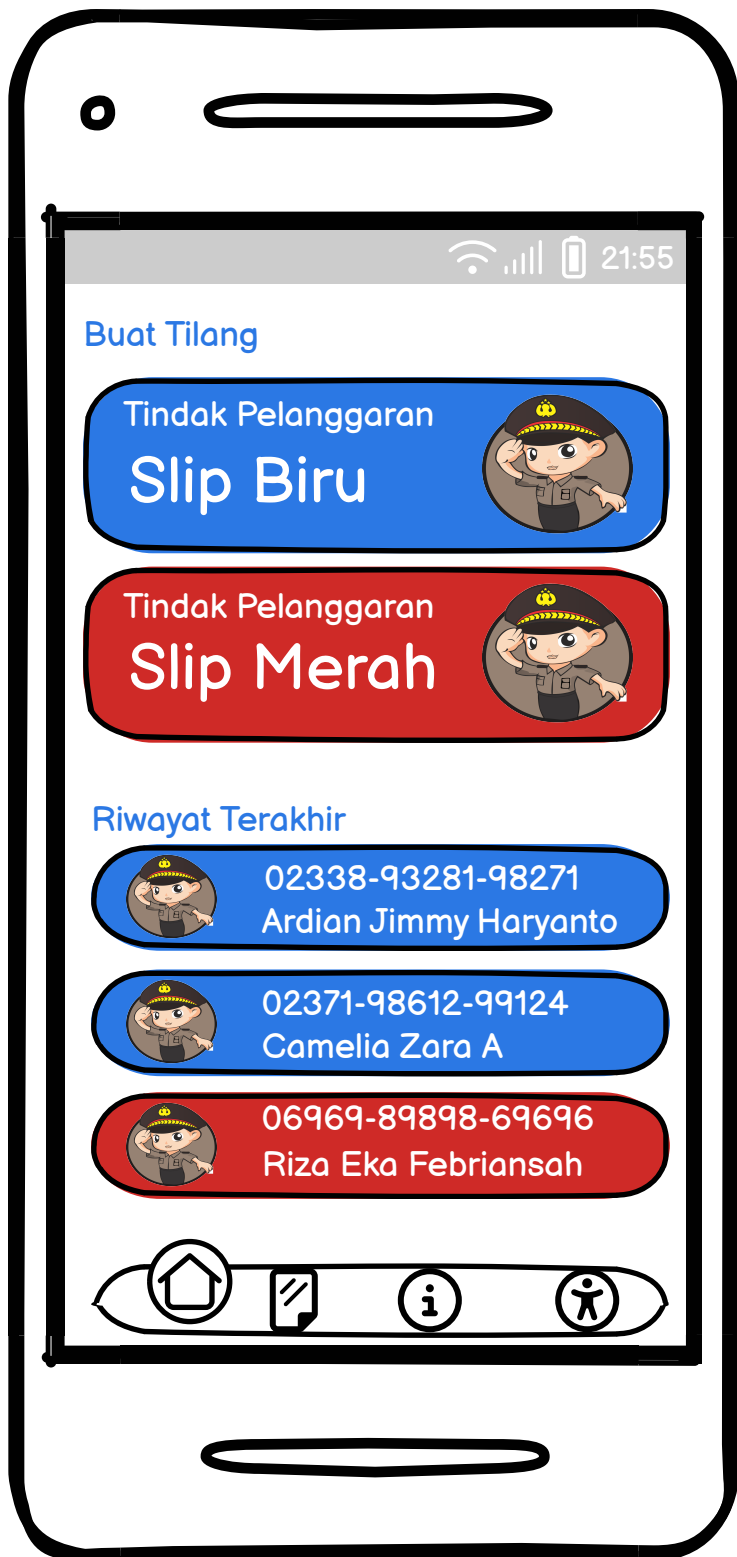 21:55
Buat Tilang
Tindak Pelanggaran
Slip Biru
Tindak Pelanggaran
Slip Merah
Riwayat Terakhir
02338-93281-98271
Ardian Jimmy Haryanto
02371-98612-99124
Camelia Zara A
06969-89898-69696
Riza Eka Febriansah